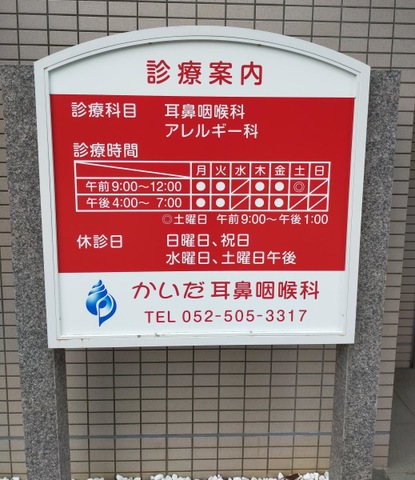 診療案内
診療科目 耳鼻咽喉科
アレルギー科
診療時間
月 火 水 木 金 土 日
午前 9:00〜12:00 ● ● / ● ● ◎ /
午後 4:00〜 7:00 ● ● / ● ● / /
◎土曜日 午前9:00〜午後1:00
休診日 日曜日、祝日
水曜日、土曜日午後
かいだ耳鼻咽喉科
TEL 052-505-3317